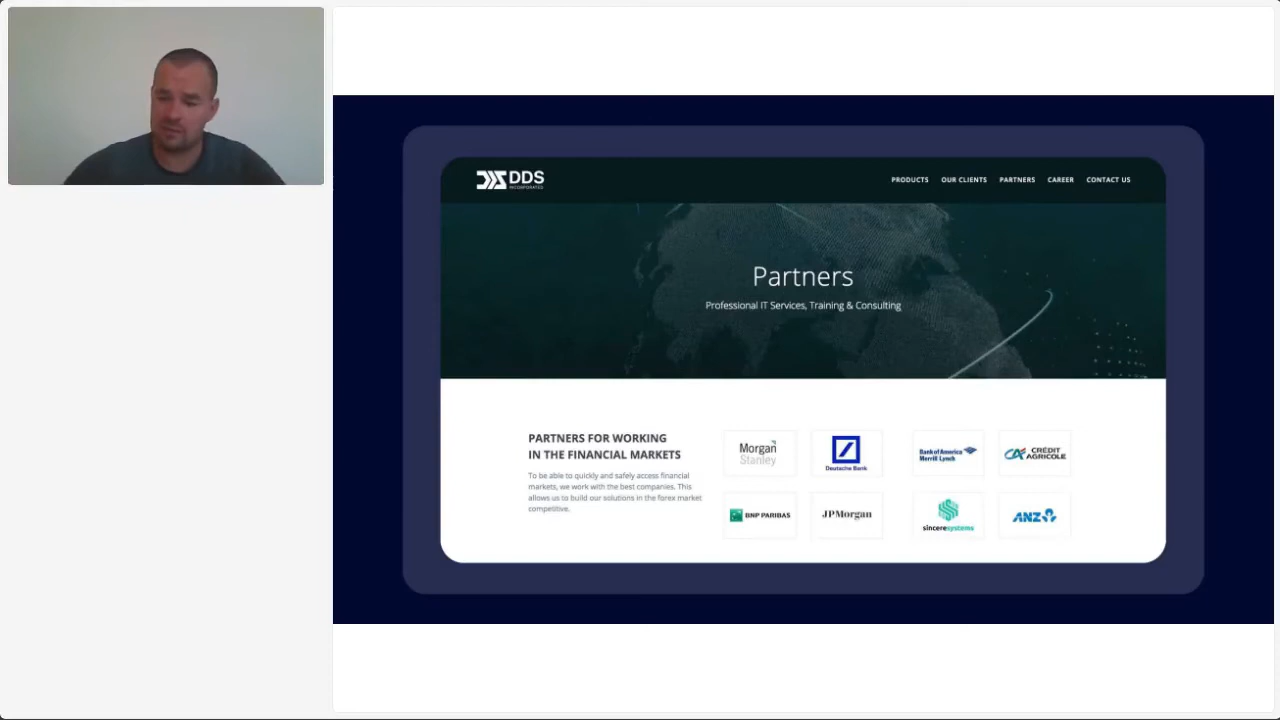 DDS
INCORPORATED
PRODUCTS
OUR CLIENTS
PARTNERS
CAREER
CONTACT US
Partners
Professional IT Services, Training & Consulting
PARTNERS FOR WORKING
IN THE FINANCIAL MARKETS
To be able to quickly and safely access financial
markets, we work with the best companies. This
allows us to build our solutions in the forex market
competitive.
Morgan
Stanley
Deutsche Bank
Bank of America
Merrill Lynch
CRÉDIT
AGRICOLE
BNP PARIBAS
JPMorgan
sinceresystems
ANZ